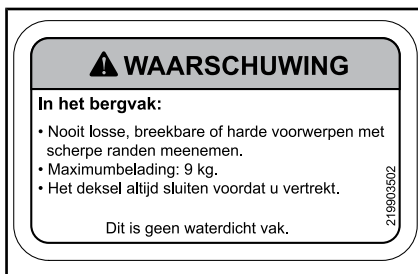 WAARSCHUWING
In het bergvak:
• Nooit losse, breekbare of harde voorwerpen met
scherpe randen meenemen.
• Maximumbelading: 9 kg.
• Het deksel altijd sluiten voordat u vertrekt.
Dit is geen waterdicht vak.
219903502